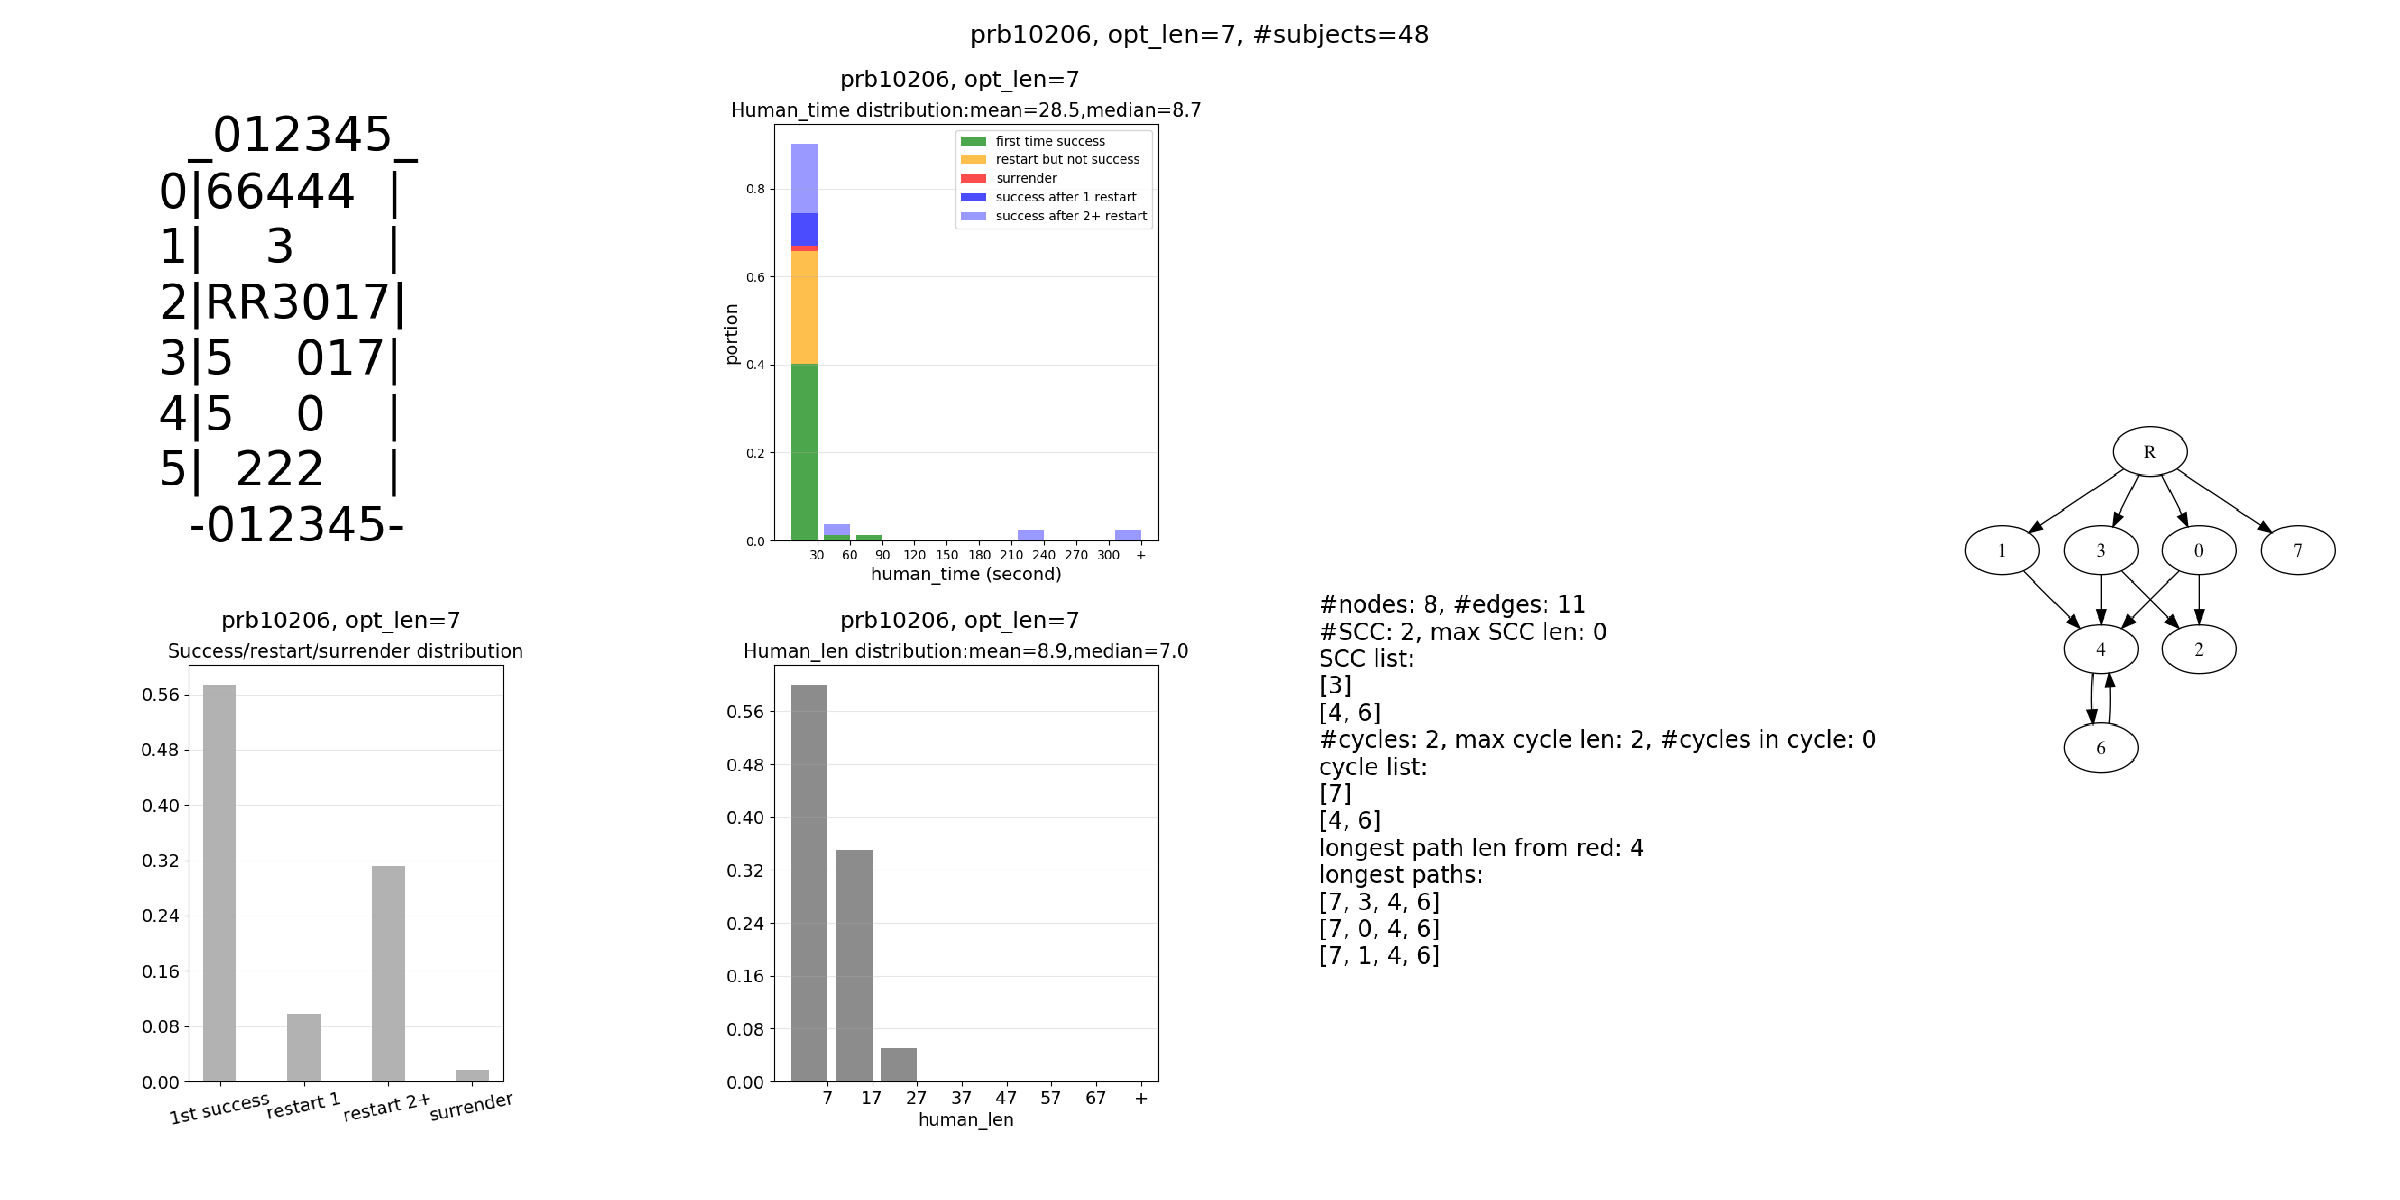 prb10206, opt_len=7, #subjects=48
_012345_
0|66444  |
1|    3      |
2|RR3017|
3|5    017|
4|5    0    |
5|  222    |
-012345-
prb10206, opt_len=7
Human_time distribution:mean=28.5,median=8.7
first time success
restart but not success
surrender
success after 1 restart
success after 2+ restart
portion
0.8
0.6
0.4
0.2
0.0
30 60 90 120 150 180 210 240 270 300 +
human_time (second)
prb10206, opt_len=7
Success/restart/surrender distribution
0.56
0.48
0.40
0.32
0.24
0.16
0.08
0.00
1st success restart 1 restart 2+ surrender
prb10206, opt_len=7
Human_len distribution:mean=8.9,median=7.0
0.56
0.48
0.40
0.32
0.24
0.16
0.08
0.00
7 17 27 37 47 57 67 +
human_len
#nodes: 8, #edges: 11
#SCC: 2, max SCC len: 0
SCC list:
[3]
[4, 6]
#cycles: 2, max cycle len: 2, #cycles in cycle: 0
cycle list:
[7]
[4, 6]
longest path len from red: 4
longest paths:
[7, 3, 4, 6]
[7, 0, 4, 6]
[7, 1, 4, 6]
R
1 3 0 7
4 2
6